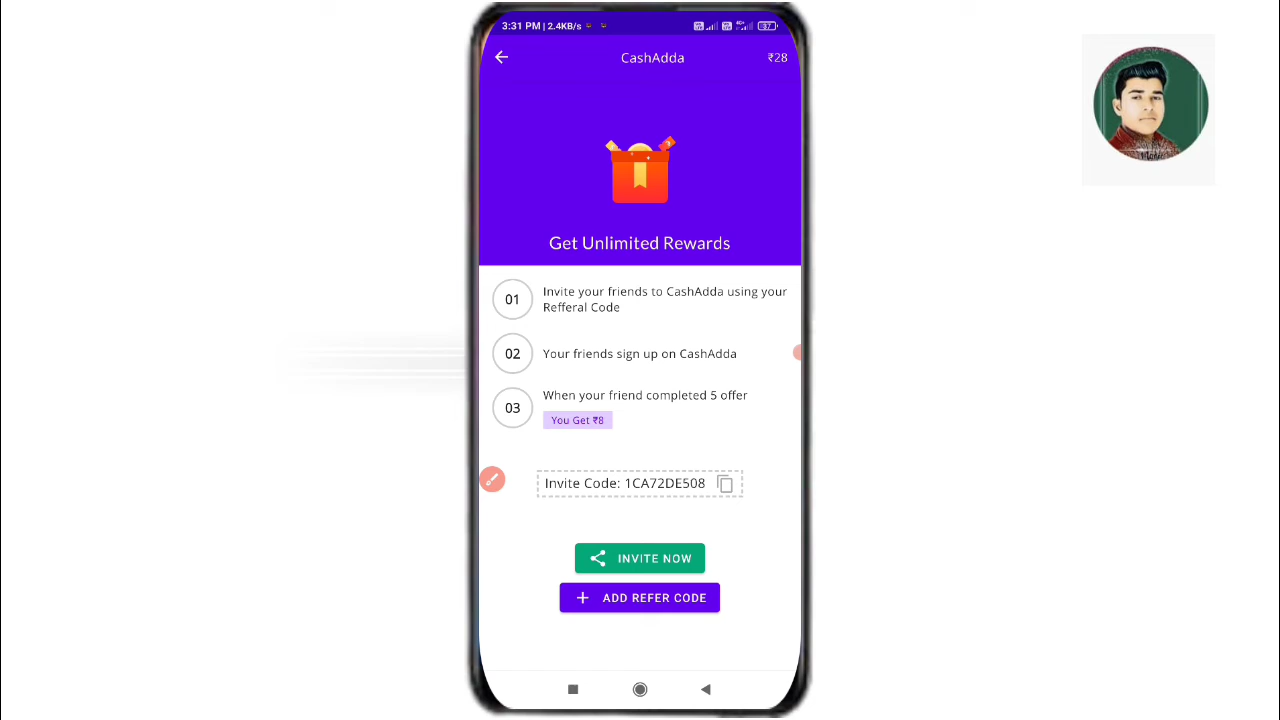 3:31 PM | 2.4KB/s
CashAdda
₹28
Get Unlimited Rewards
01
Invite your friends to CashAdda using your
Refferal Code
02
Your friends sign up on CashAdda
03
When your friend completed 5 offer
You Get ₹8
Invite Code: 1CA72DE508
INVITE NOW
ADD REFER CODE